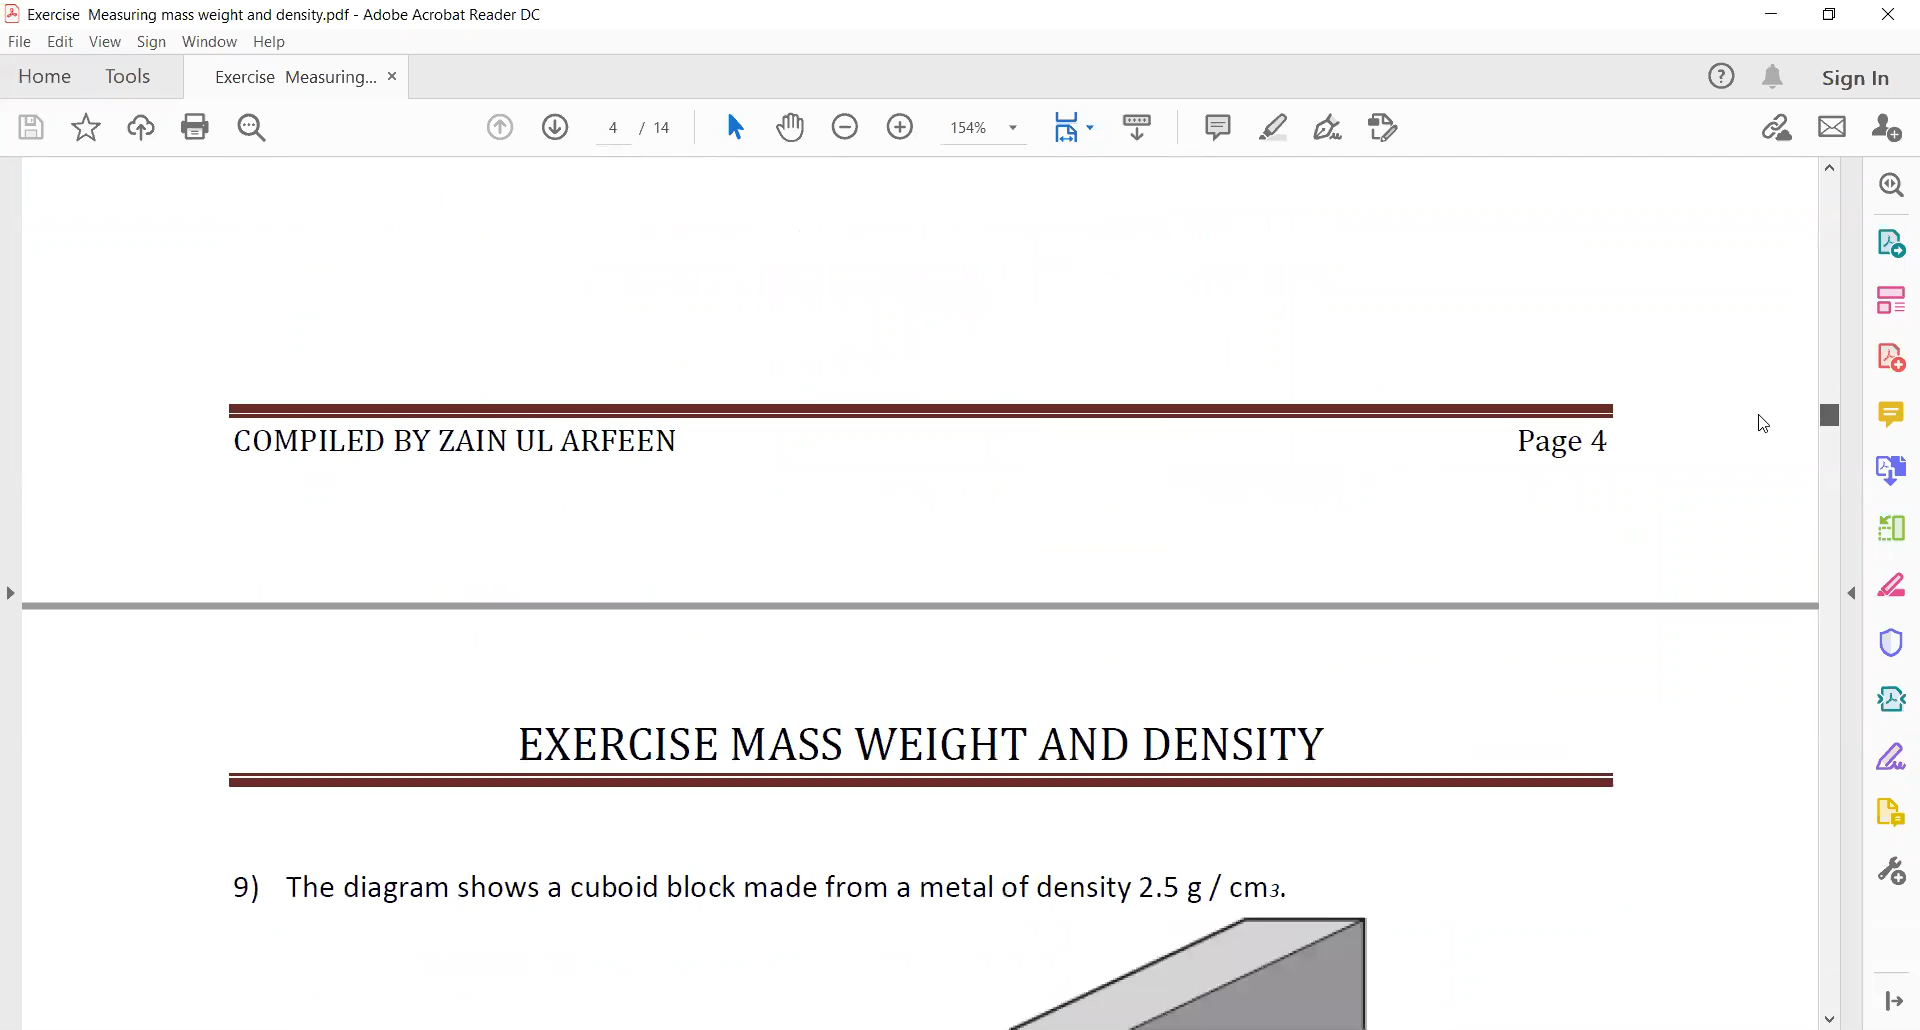 Exercise Measuring mass weight and density.pdf - Adobe Acrobat Reader DC
File Edit View Sign Window Help
Home Tools Exercise Measuring... × Sign In
4 / 14 154%
COMPILED BY ZAIN UL ARFEEN Page 4
EXERCISE MASS WEIGHT AND DENSITY
9) The diagram shows a cuboid block made from a metal of density 2.5 g / cm3.